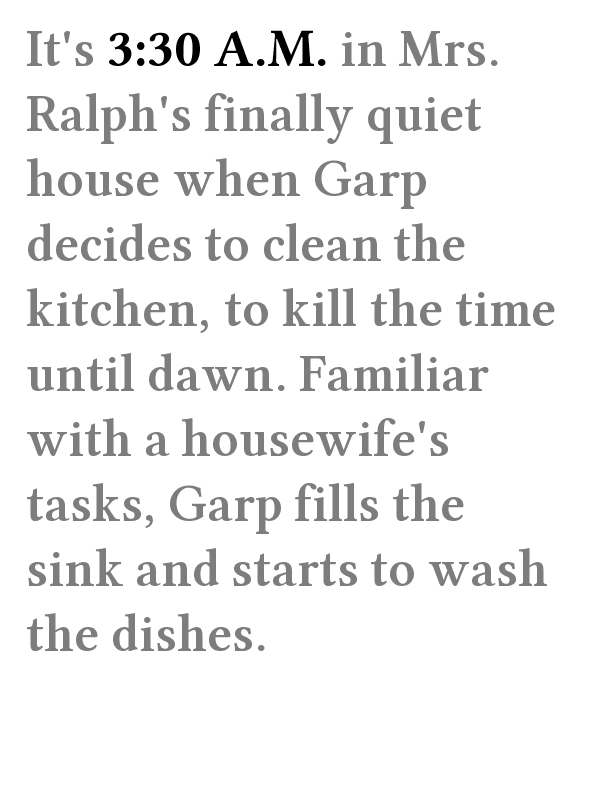 It's 3:30 A.M. in Mrs.
Ralph's finally quiet
house when Garp
decides to clean the
kitchen, to kill the time
until dawn. Familiar
with a housewife's
tasks, Garp fills the
sink and starts to wash
the dishes.